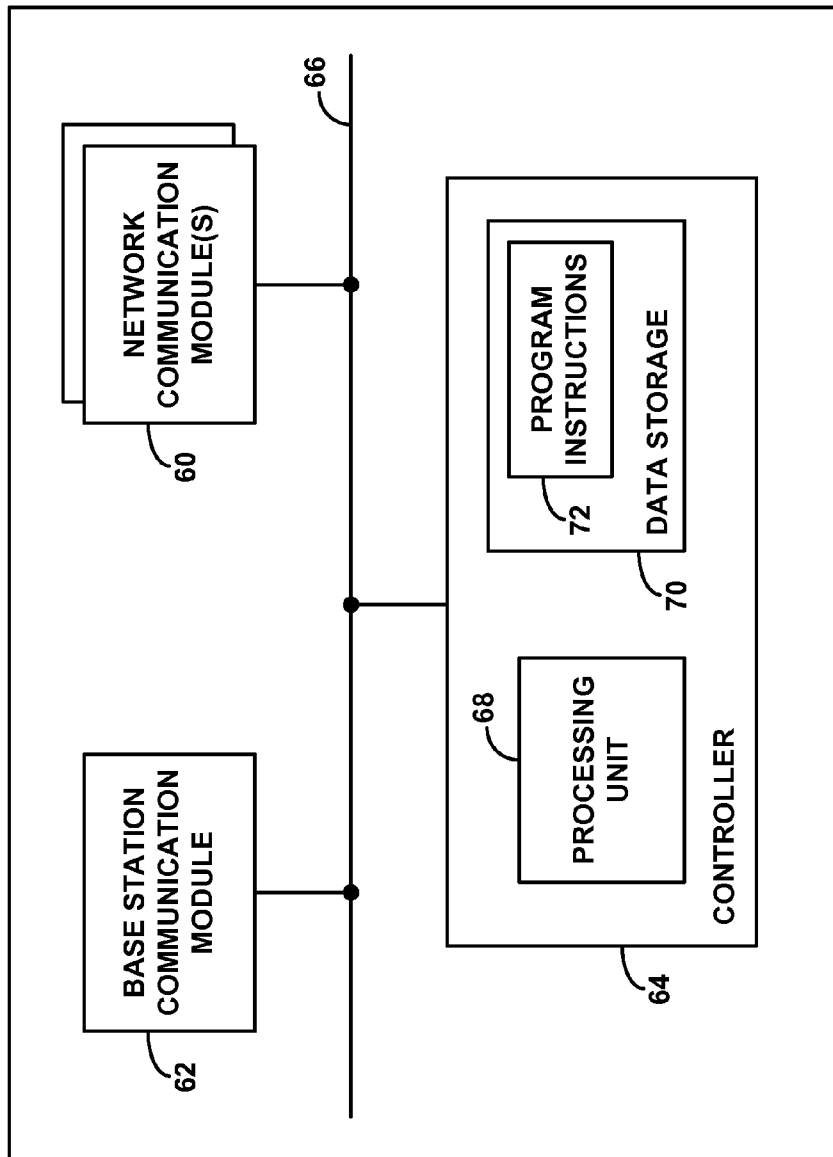 BASE STATION
COMMUNICATION
MODULE
62
NETWORK
COMMUNICATION
MODULE(S)
60
66
68
PROCESSING
UNIT
PROGRAM
INSTRUCTIONS
72
DATA STORAGE
70
CONTROLLER
64